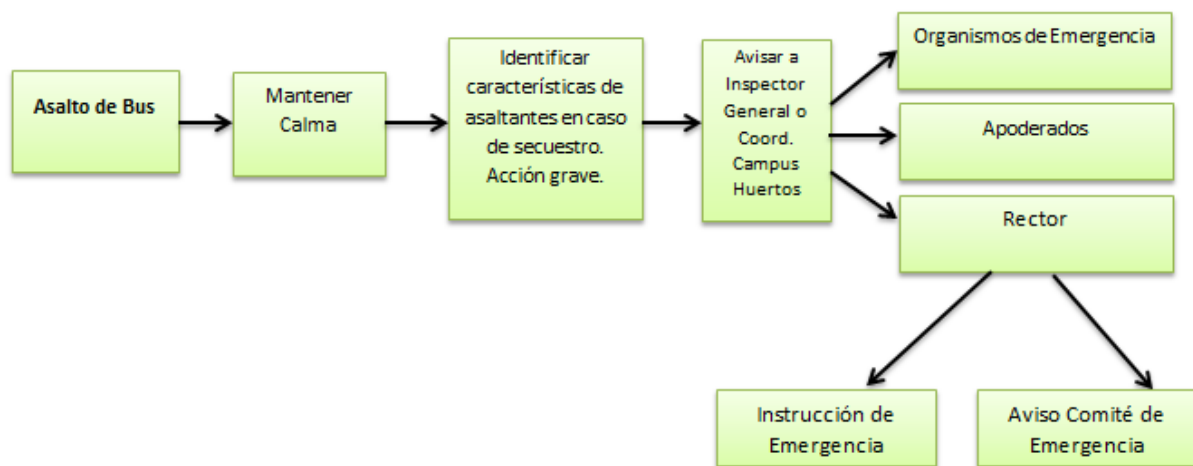 Asalto de Bus
Mantener
Calma
Identificar
características de
asaltantes en caso
de secuestro.
Acción grave.
Avisar a
Inspector
General o
Coord.
Campus
Huertos
Organismos de Emergencia
Apoderados
Rector
Instrucción de
Emergencia
Aviso Comité de
Emergencia